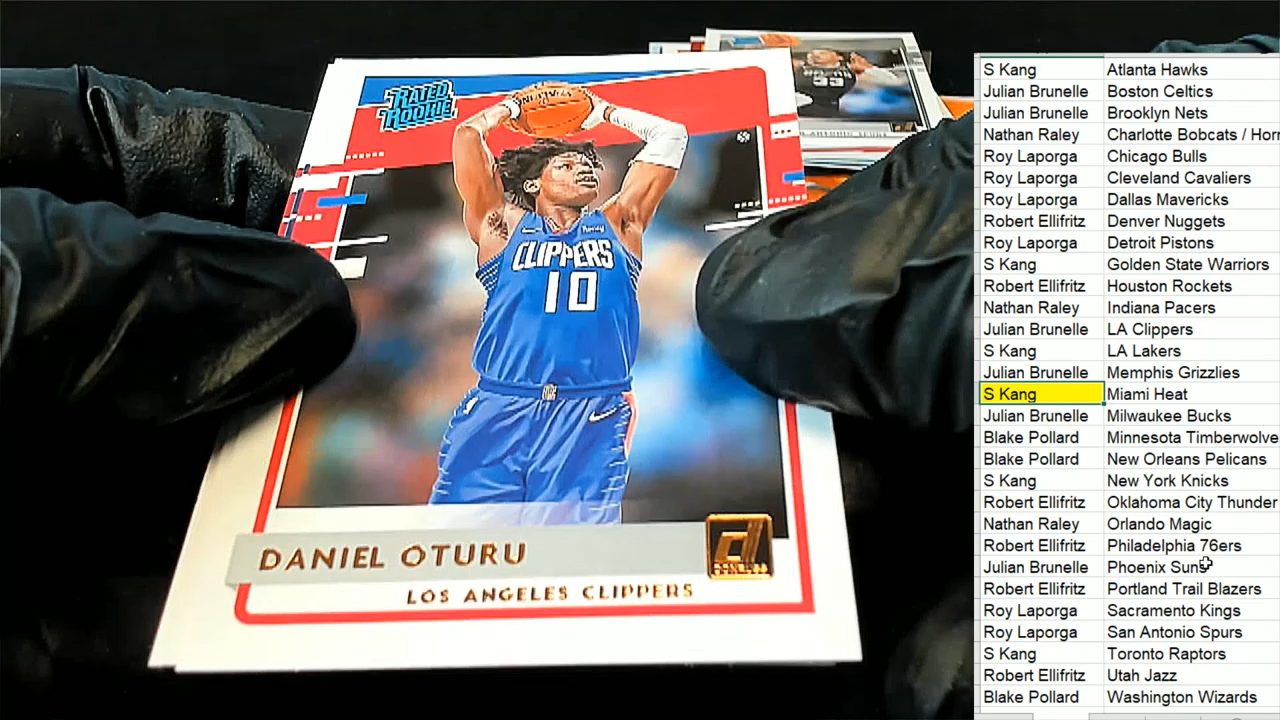 RATED
ROOKIE
CLIPPERS
10
DANIEL OTURU
LOS ANGELES CLIPPERS
33
S Kang Atlanta Hawks
Julian Brunelle Boston Celtics
Julian Brunelle Brooklyn Nets
Nathan Raley Charlotte Bobcats / Hor
Roy Laporga Chicago Bulls
Roy Laporga Cleveland Cavaliers
Roy Laporga Dallas Mavericks
Robert Ellifritz Denver Nuggets
Roy Laporga Detroit Pistons
S Kang Golden State Warriors
Robert Ellifritz Houston Rockets
Nathan Raley Indiana Pacers
Julian Brunelle LA Clippers
S Kang LA Lakers
Julian Brunelle Memphis Grizzlies
S Kang Miami Heat
Julian Brunelle Milwaukee Bucks
Blake Pollard Minnesota Timberwolve
Blake Pollard New Orleans Pelicans
S Kang New York Knicks
Robert Ellifritz Oklahoma City Thunder
Nathan Raley Orlando Magic
Robert Ellifritz Philadelphia 76ers
Julian Brunelle Phoenix Suns
Robert Ellifritz Portland Trail Blazers
Roy Laporga Sacramento Kings
Roy Laporga San Antonio Spurs
S Kang Toronto Raptors
Robert Ellifritz Utah Jazz
Blake Pollard Washington Wizards